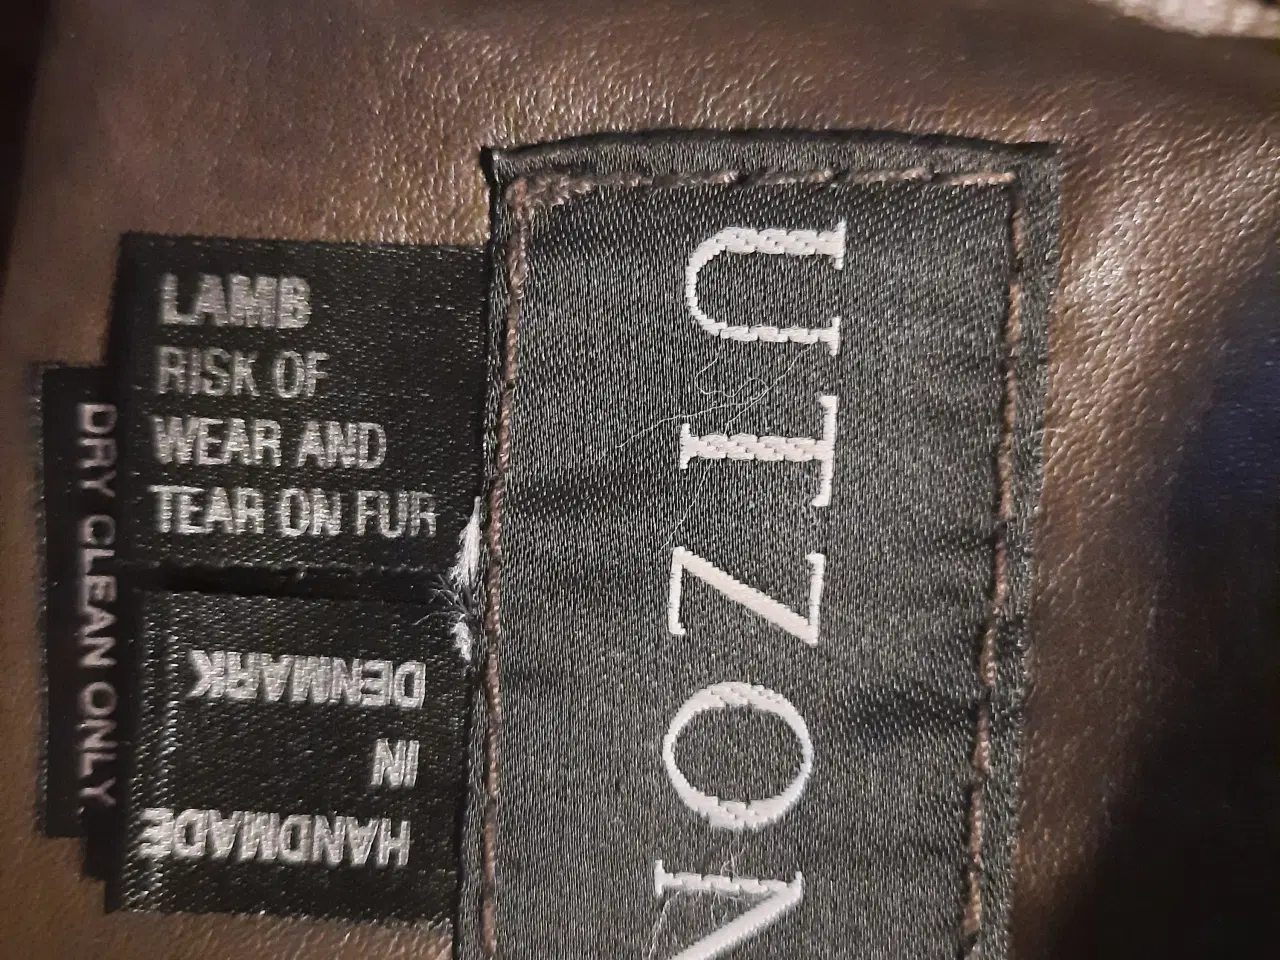 UTZON
LAMB
RISK OF
WEAR AND
TEAR ON FUR
HANDMADE
IN
DENMARK
DRY CLEAN ONLY